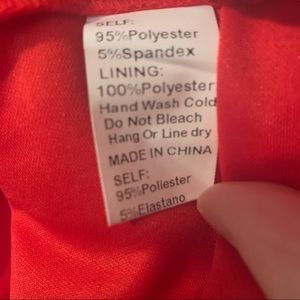 SELF:
95%Polyester
5%Spandex
LINING:
100%Polyester
Hand Wash Cold
Do Not Bleach
Hang Or Line dry
MADE IN CHINA
SELF:
95%Poliester
5%Elastano